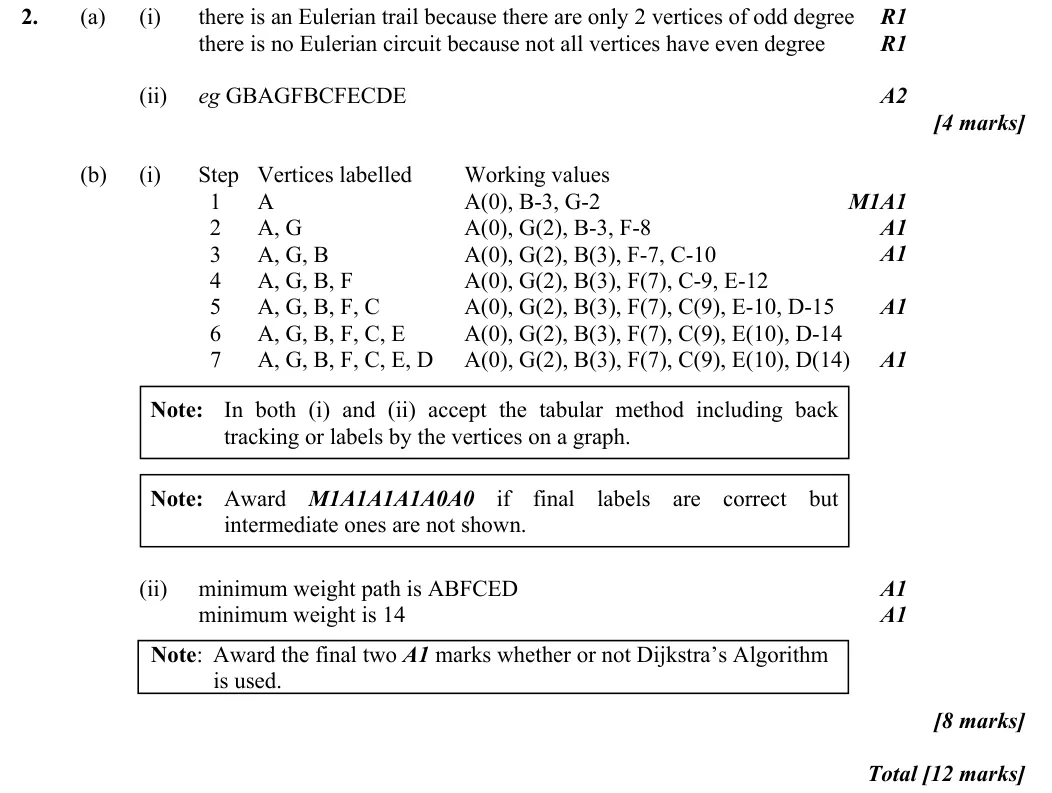 2. (a) (i) there is an Eulerian trail because there are only 2 vertices of odd degree R1
there is no Eulerian circuit because not all vertices have even degree R1
(ii) eg GBAGFBCFECDE A2
[4 marks]
(b) (i) Step Vertices labelled Working values
1 A A(0), B-3, G-2 M1A1
2 A, G A(0), G(2), B-3, F-8 A1
3 A, G, B A(0), G(2), B(3), F-7, C-10 A1
4 A, G, B, F A(0), G(2), B(3), F(7), C-9, E-12
5 A, G, B, F, C A(0), G(2), B(3), F(7), C(9), E-10, D-15 A1
6 A, G, B, F, C, E A(0), G(2), B(3), F(7), C(9), E(10), D-14
7 A, G, B, F, C, E, D A(0), G(2), B(3), F(7), C(9), E(10), D(14) A1
Note: In both (i) and (ii) accept the tabular method including back
tracking or labels by the vertices on a graph.
Note: Award M1A1A1A1A0A0 if final labels are correct but
intermediate ones are not shown.
(ii) minimum weight path is ABFCED A1
minimum weight is 14 A1
Note: Award the final two A1 marks whether or not Dijkstra's Algorithm
is used.
[8 marks]
Total [12 marks]